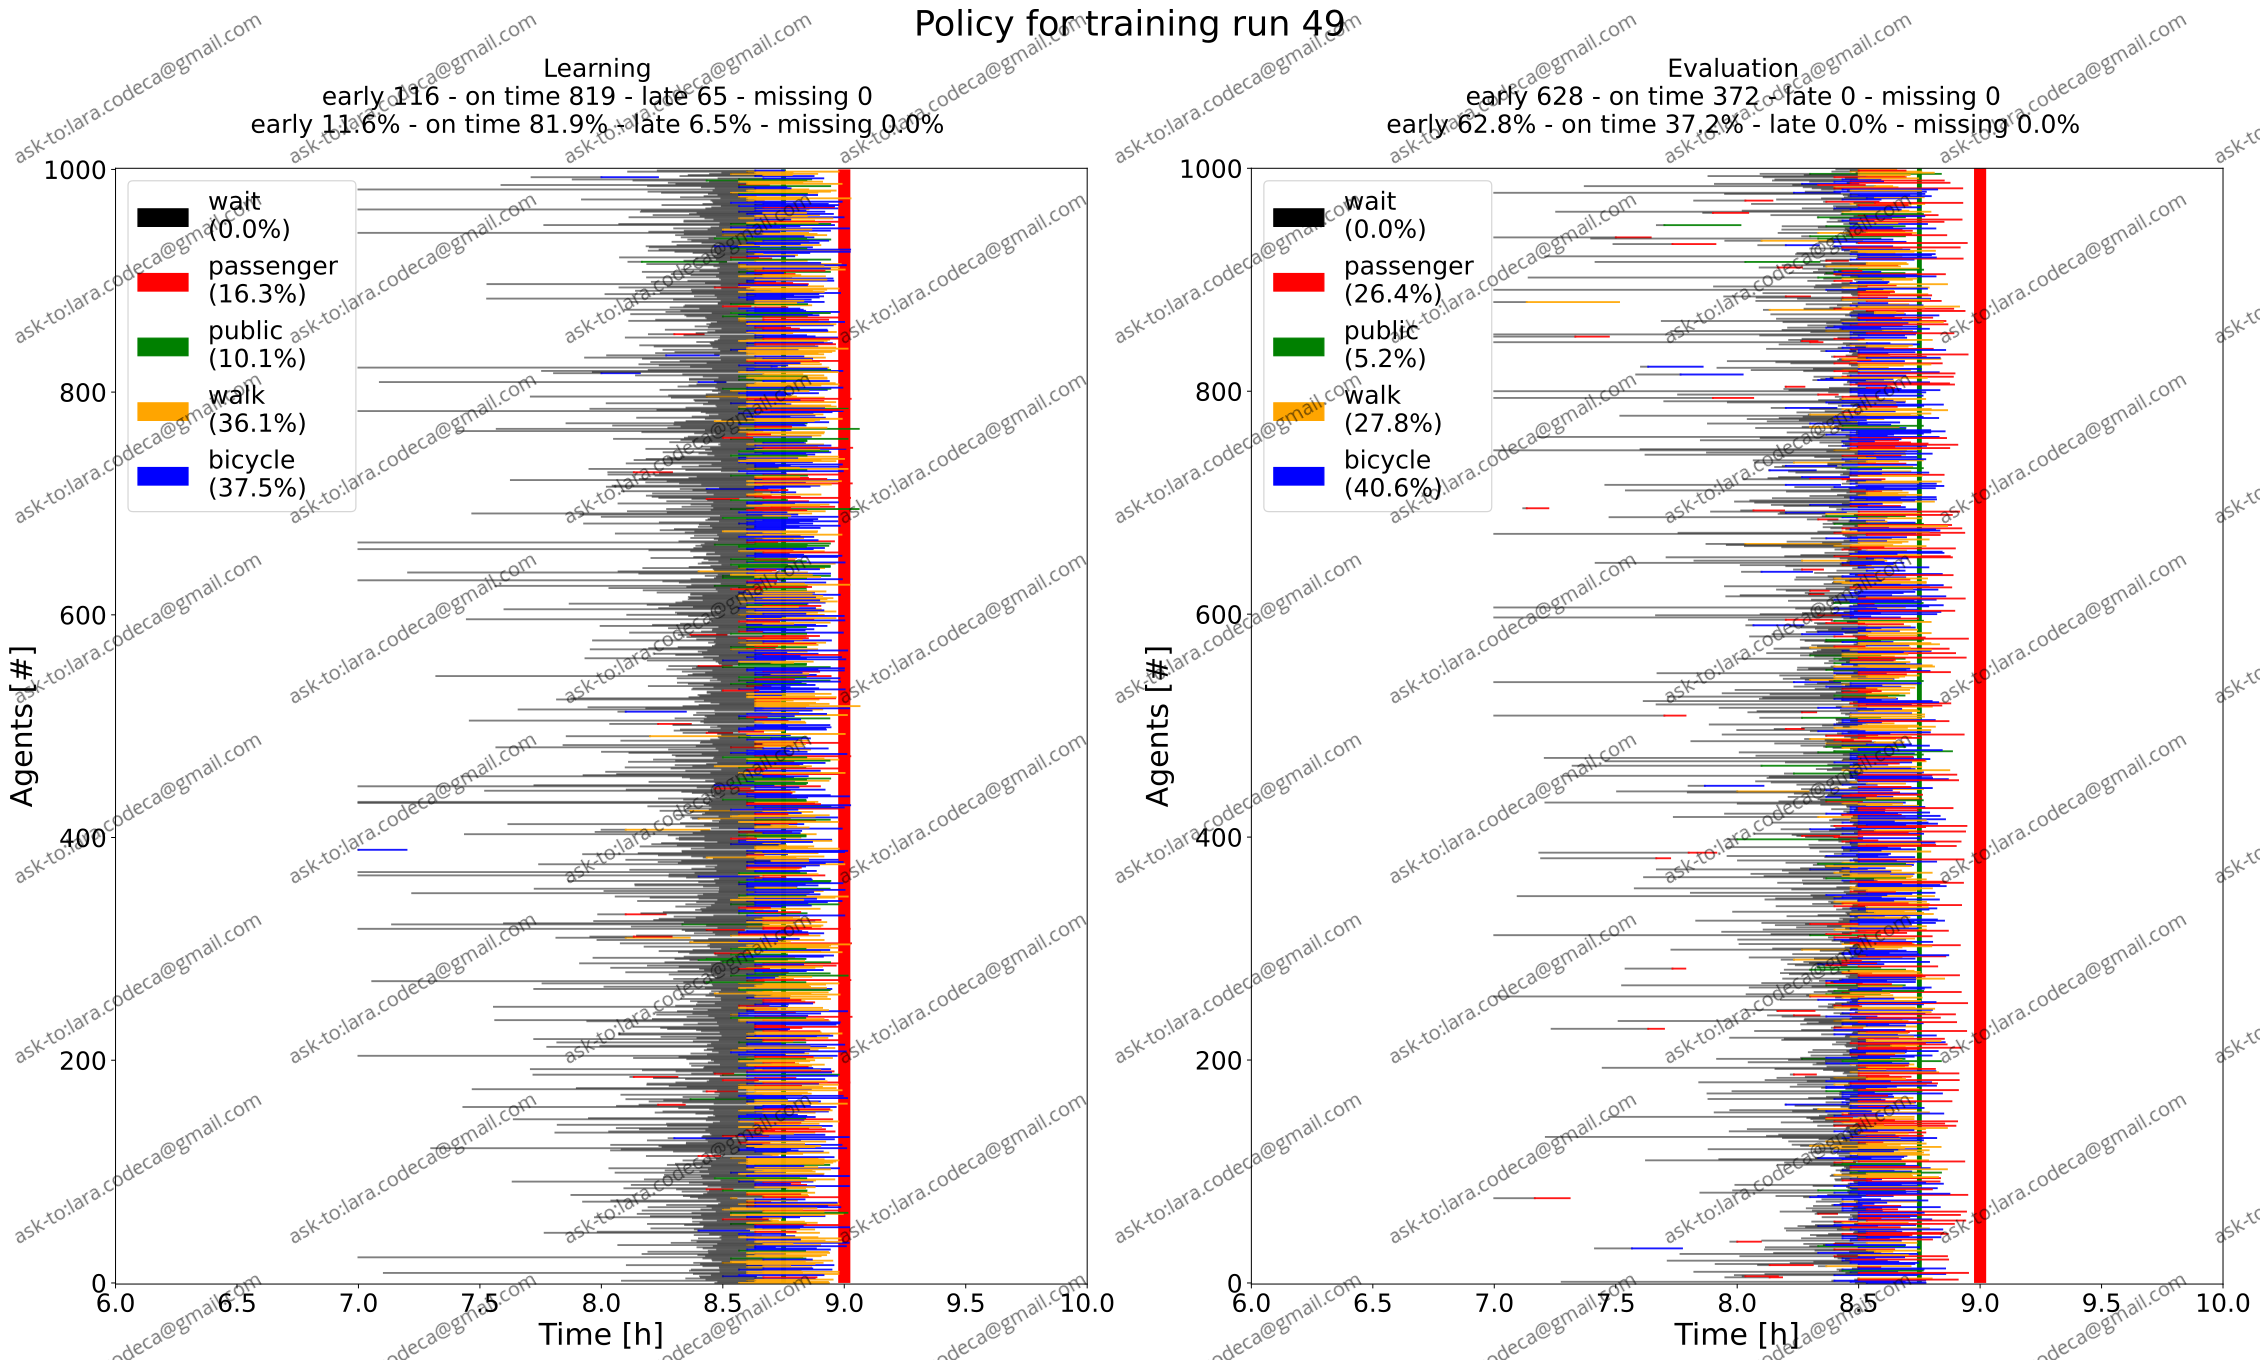 Policy for training run 49
Learning
early 116 - on time 819 - late 65 - missing 0
early 11.6% - on time 81.9% - late 6.5% - missing 0.0%
1000
800
600
400
200
0
Agents [#]
wait
(0.0%)
passenger
(16.3%)
public
(10.1%)
walk
(36.1%)
bicycle
(37.5%)
6.0 6.5 7.0 7.5 8.0 8.5 9.0 9.5 10.0
Time [h]
Evaluation
early 628 - on time 372 - late 0 - missing 0
early 62.8% - on time 37.2% - late 0.0% - missing 0.0%
1000
800
600
400
200
0
Agents [#]
wait
(0.0%)
passenger
(26.4%)
public
(5.2%)
walk
(27.8%)
bicycle
(40.6%)
6.0 6.5 7.0 7.5 8.0 8.5 9.0 9.5 10.0
Time [h]
ask-to:lara.codeca@gmail.com